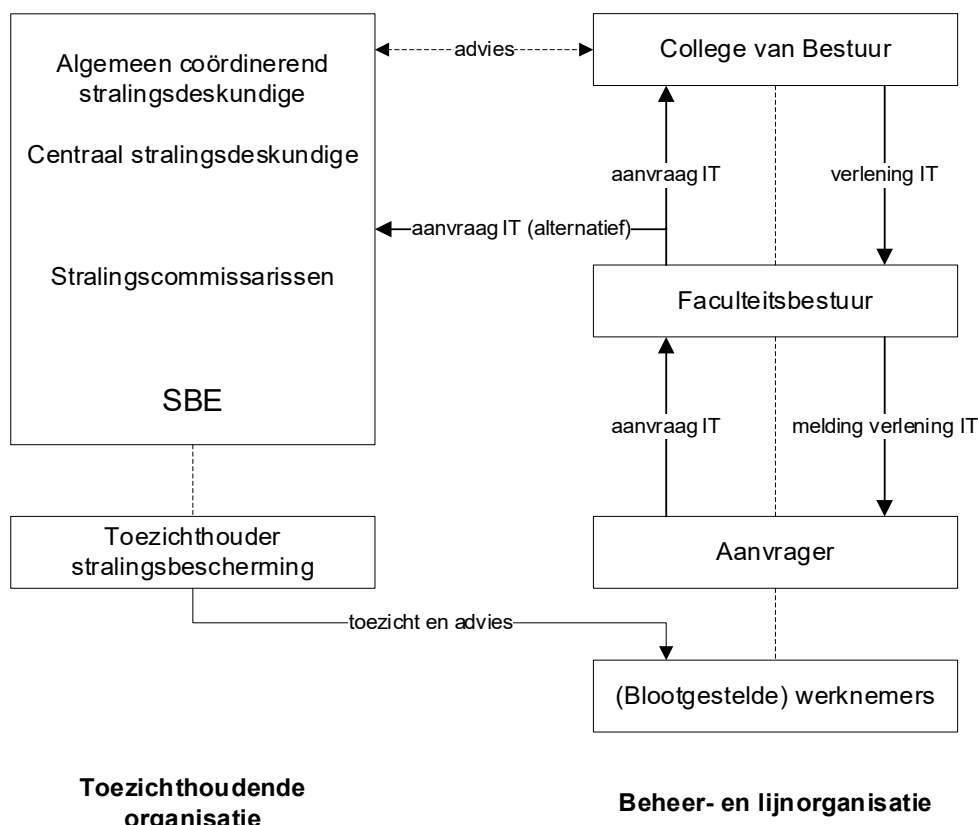 Algemeen coördinerend
stralingsdeskundige
Centraal stralingsdeskundige
Stralingscommissarissen
SBE
advies
College van Bestuur
aanvraag IT
verlening IT
aanvraag IT (alternatief)
Faculteitsbestuur
aanvraag IT
melding verlening IT
Toezichthouder
stralingsbescherming
Aanvrager
toezicht en advies
(Blootgestelde) werknemers
Toezichthoudende
organisatie
Beheer- en lijnorganisatie